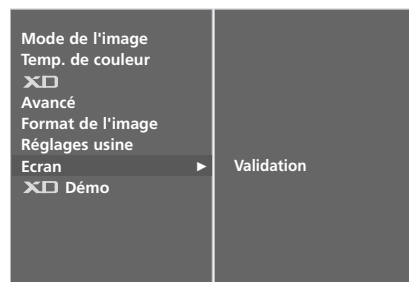 Mode de l'image
Temp. de couleur
XD
Avancé
Format de l'image
Réglages usine
Ecran ► Validation
XD Démo